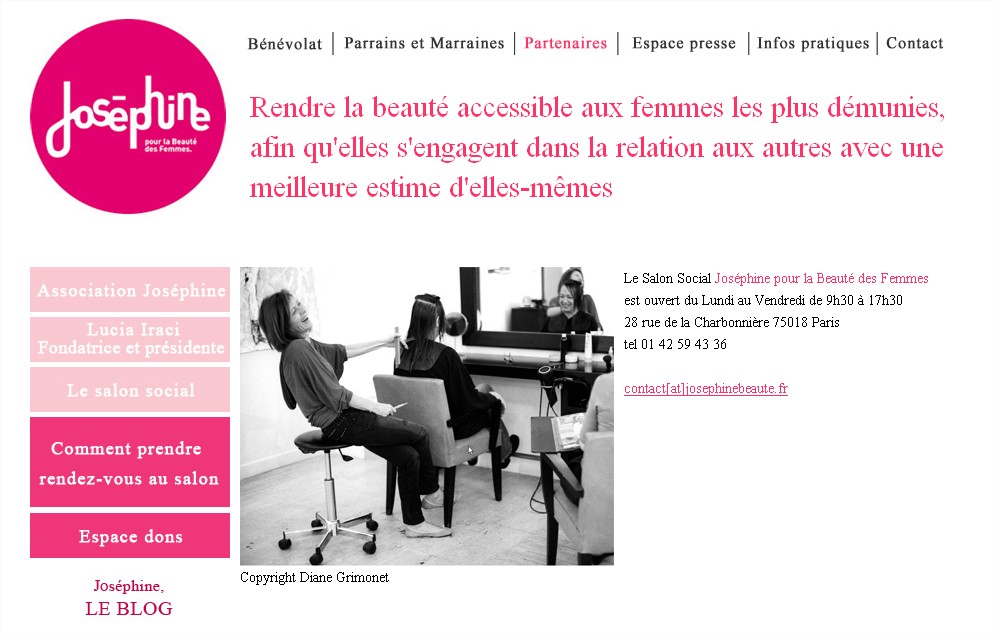 Joséphine
pour la Beauté
des Femmes.
Bénévolat | Parrains et Marraines | Partenaires | Espace presse | Infos pratiques | Contact
Rendre la beauté accessible aux femmes les plus démunies,
afin qu'elles s'engagent dans la relation aux autres avec une
meilleure estime d'elles-mêmes
Association Joséphine
Lucia Iraci
Fondatrice et présidente
Le salon social
Comment prendre
rendez-vous au salon
Espace dons
Joséphine,
LE BLOG
Copyright Diane Grimonet
Le Salon Social Joséphine pour la Beauté des Femmes
est ouvert du Lundi au Vendredi de 9h30 à 17h30
28 rue de la Charbonnière 75018 Paris
tel 01 42 59 43 36
contact[at]josephinebeaute.fr